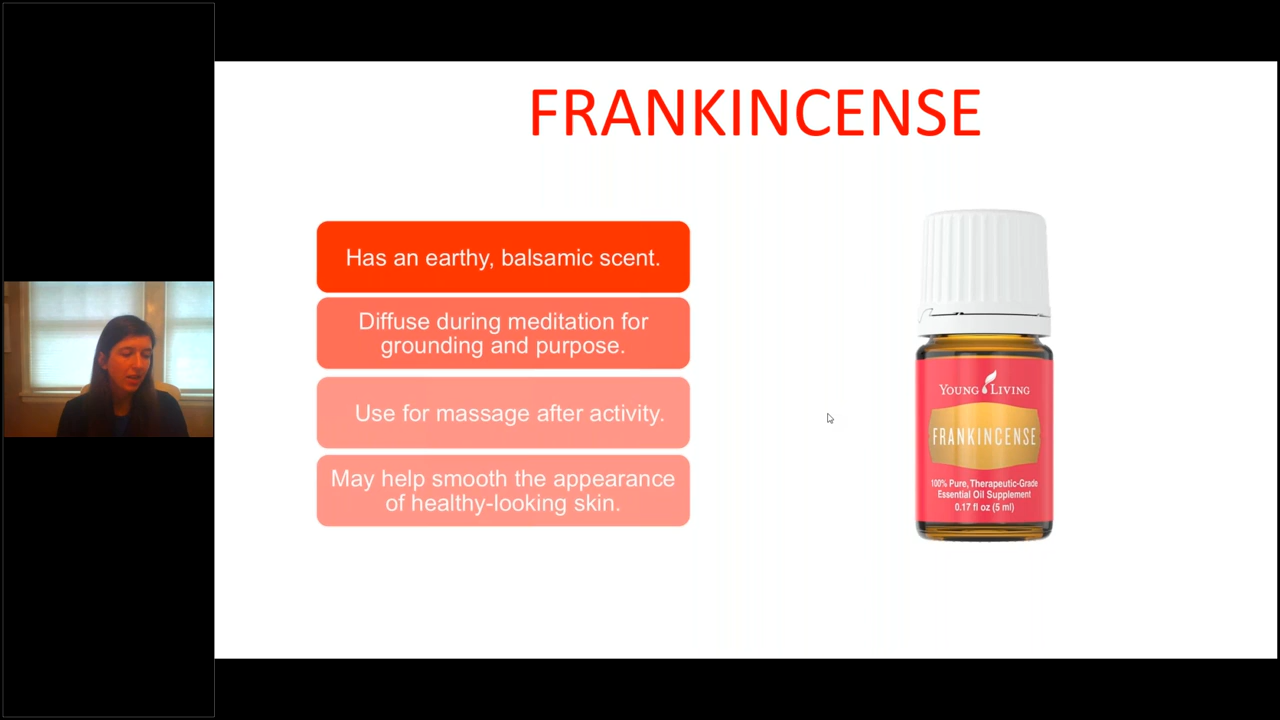 FRANKINCENSE
Has an earthy, balsamic scent.
Diffuse during meditation for
grounding and purpose.
Use for massage after activity.
May help smooth the appearance
of healthy-looking skin.
YOUNG LIVING
FRANKINCENSE
100% Pure, Therapeutic-Grade
Essential Oil Supplement
0.17 fl oz (5 ml)